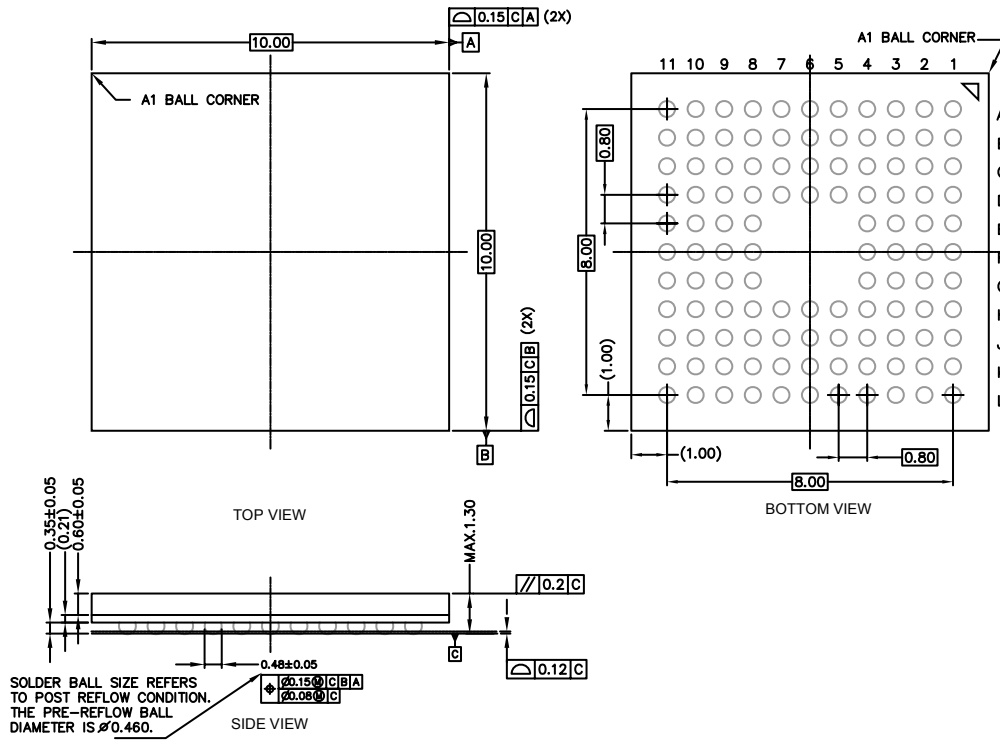 0.15 C A (2X)
10.00
A
A1 BALL CORNER
10.00
0.15 C B (2X)
B
TOP VIEW
A1 BALL CORNER
11 10 9 8 7 6 5 4 3 2 1
0.80
8.00
(1.00)
(1.00)
0.80
8.00
BOTTOM VIEW
0.35±0.05
(0.21)
0.60±0.05
MAX.1.30
// 0.2 C
C
0.12 C
0.48±0.05
Ø0.15Ⓜ C B A
Ø0.08Ⓜ C
SOLDER BALL SIZE REFERS
TO POST REFLOW CONDITION.
THE PRE-REFLOW BALL
DIAMETER IS Ø0.460.
SIDE VIEW